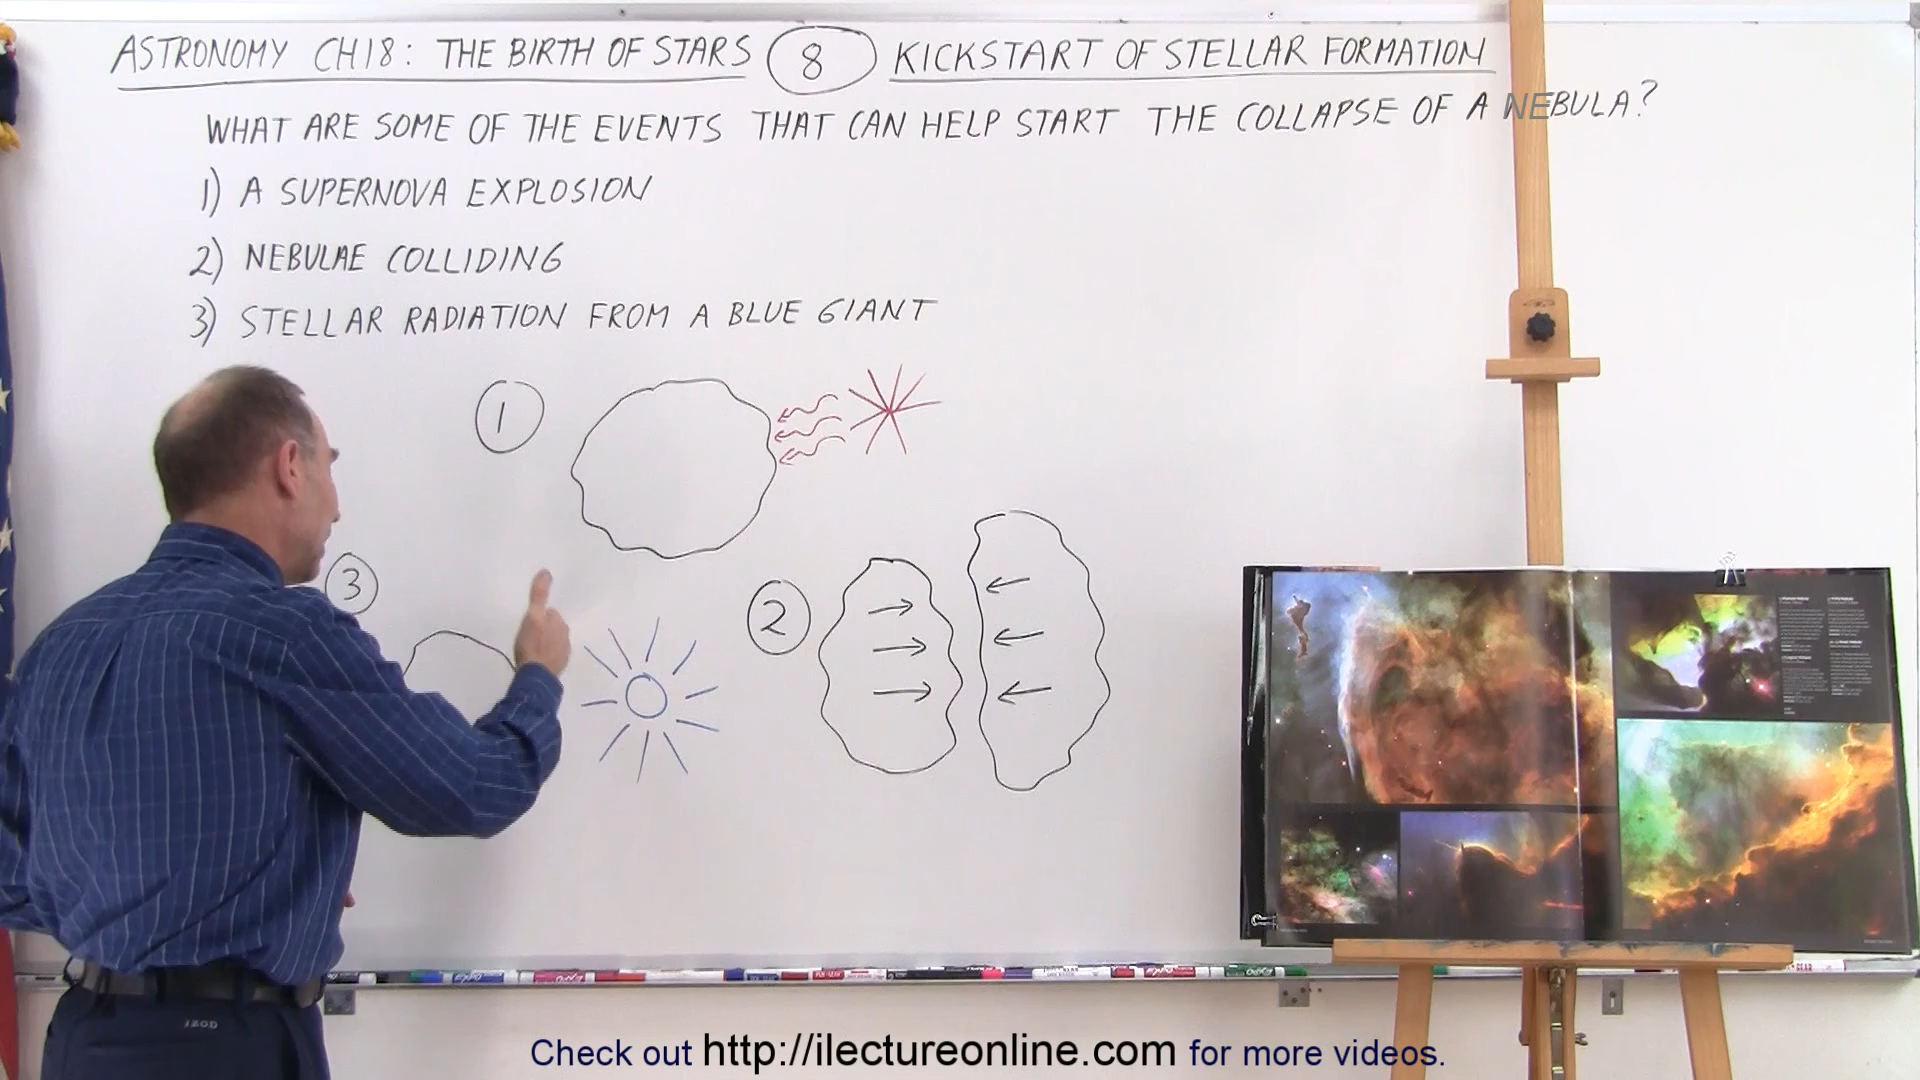 ASTRONOMY CH18: THE BIRTH OF STARS 8 KICKSTART OF STELLAR FORMATION
WHAT ARE SOME OF THE EVENTS THAT CAN HELP START THE COLLAPSE OF A NEBULA?
1) A SUPERNOVA EXPLOSION
2) NEBULAE COLLIDING
3) STELLAR RADIATION FROM A BLUE GIANT
1
3
2
IZOD
Check out http://ilectureonline.com for more videos.